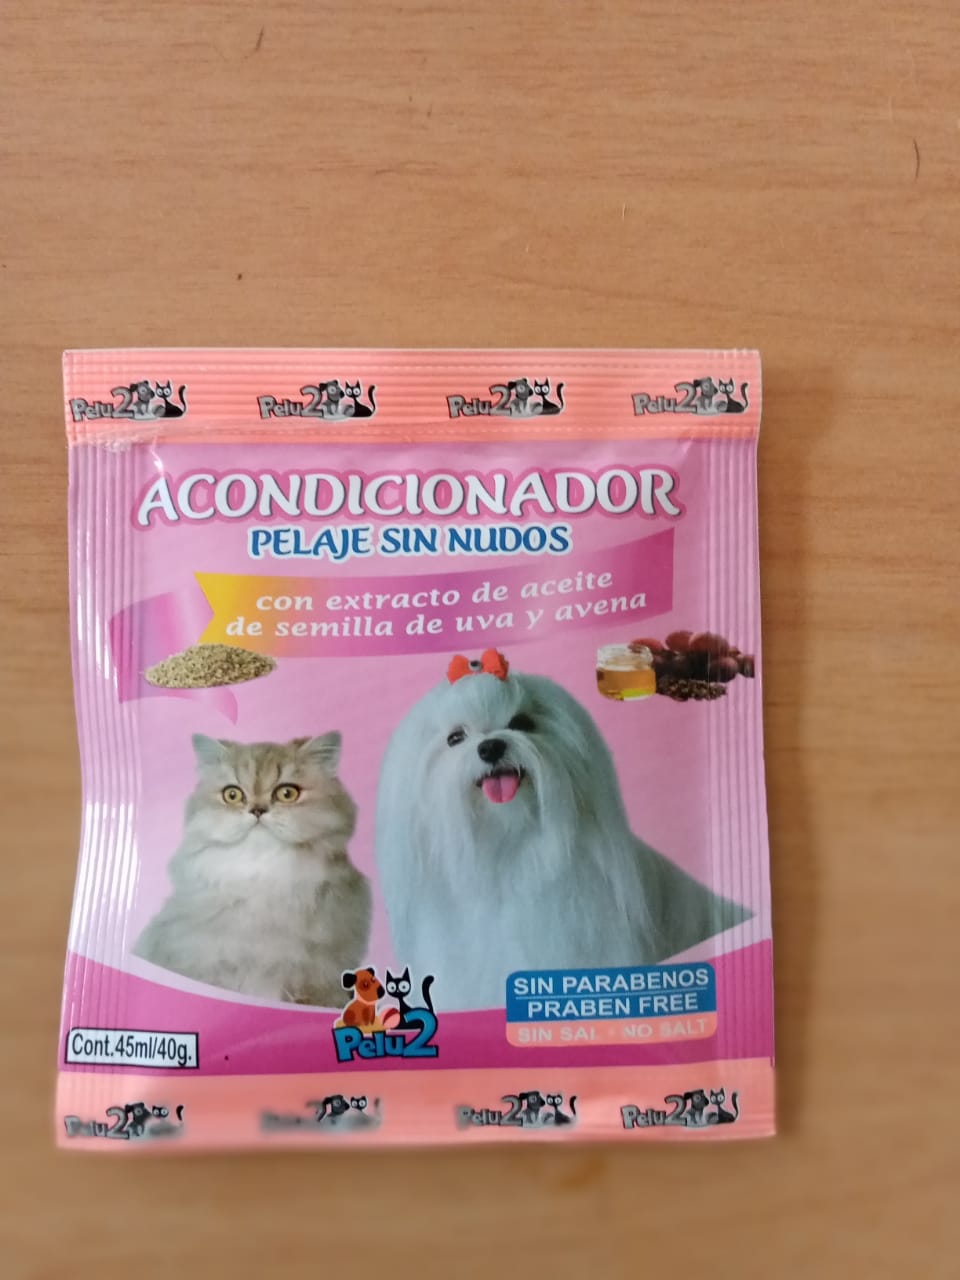 Pelu2 Pelu2 Pelu2 Pelu2
ACONDICIONADOR
PELAJE SIN NUDOS
con extracto de aceite
de semilla de uva y avena
SIN PARABENOS
PRABEN FREE
SIN SAL - NO SALT
Pelu2
Cont.45ml/40g.
Pelu2 Pelu2 Pelu2